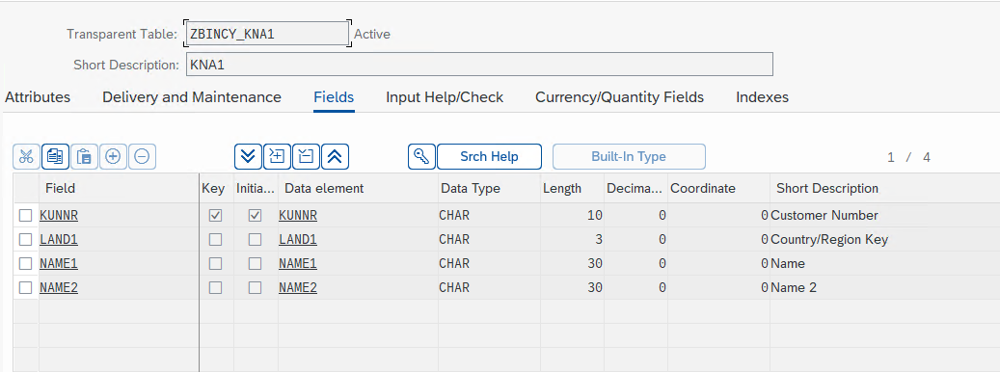 Transparent Table: ZBINCY_KNA1 Active
Short Description: KNA1
Attributes Delivery and Maintenance Fields Input Help/Check Currency/Quantity Fields Indexes
Srch Help Built-In Type 1 / 4
Field Key Initia... Data element Data Type Length Decima... Coordinate Short Description
KUNNR KUNNR CHAR 10 0 0 Customer Number
LAND1 LAND1 CHAR 3 0 0 Country/Region Key
NAME1 NAME1 CHAR 30 0 0 Name
NAME2 NAME2 CHAR 30 0 0 Name 2